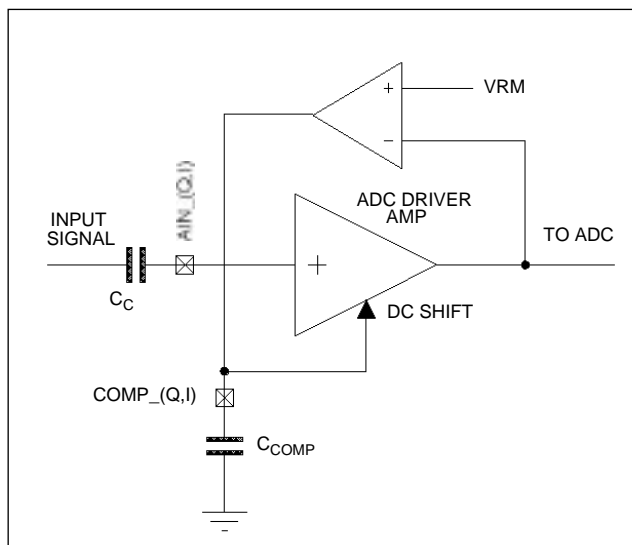 +
VRM
−
ADC DRIVER
AMP
AIN_(Q,I)
INPUT
SIGNAL
TO ADC
+
C_C
DC SHIFT
COMP_(Q,I)
C_COMP